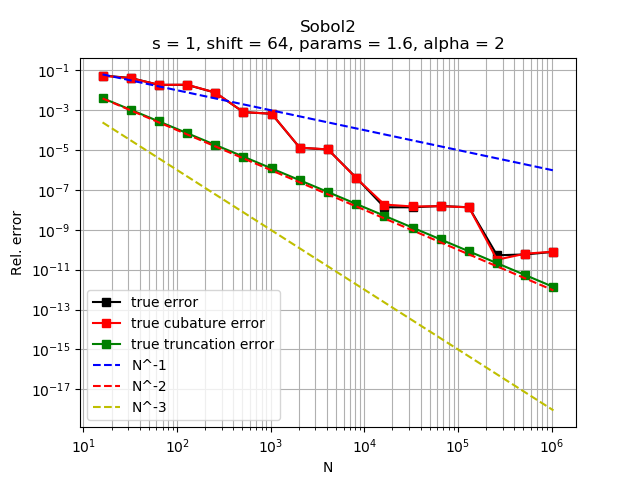 Sobol2
s = 1, shift = 64, params = 1.6, alpha = 2
Rel. error
10^-1
10^-3
10^-5
10^-7
10^-9
10^-11
10^-13
10^-15
10^-17
true error
true cubature error
true truncation error
N^-1
N^-2
N^-3
10^1 10^2 10^3 10^4 10^5 10^6
N